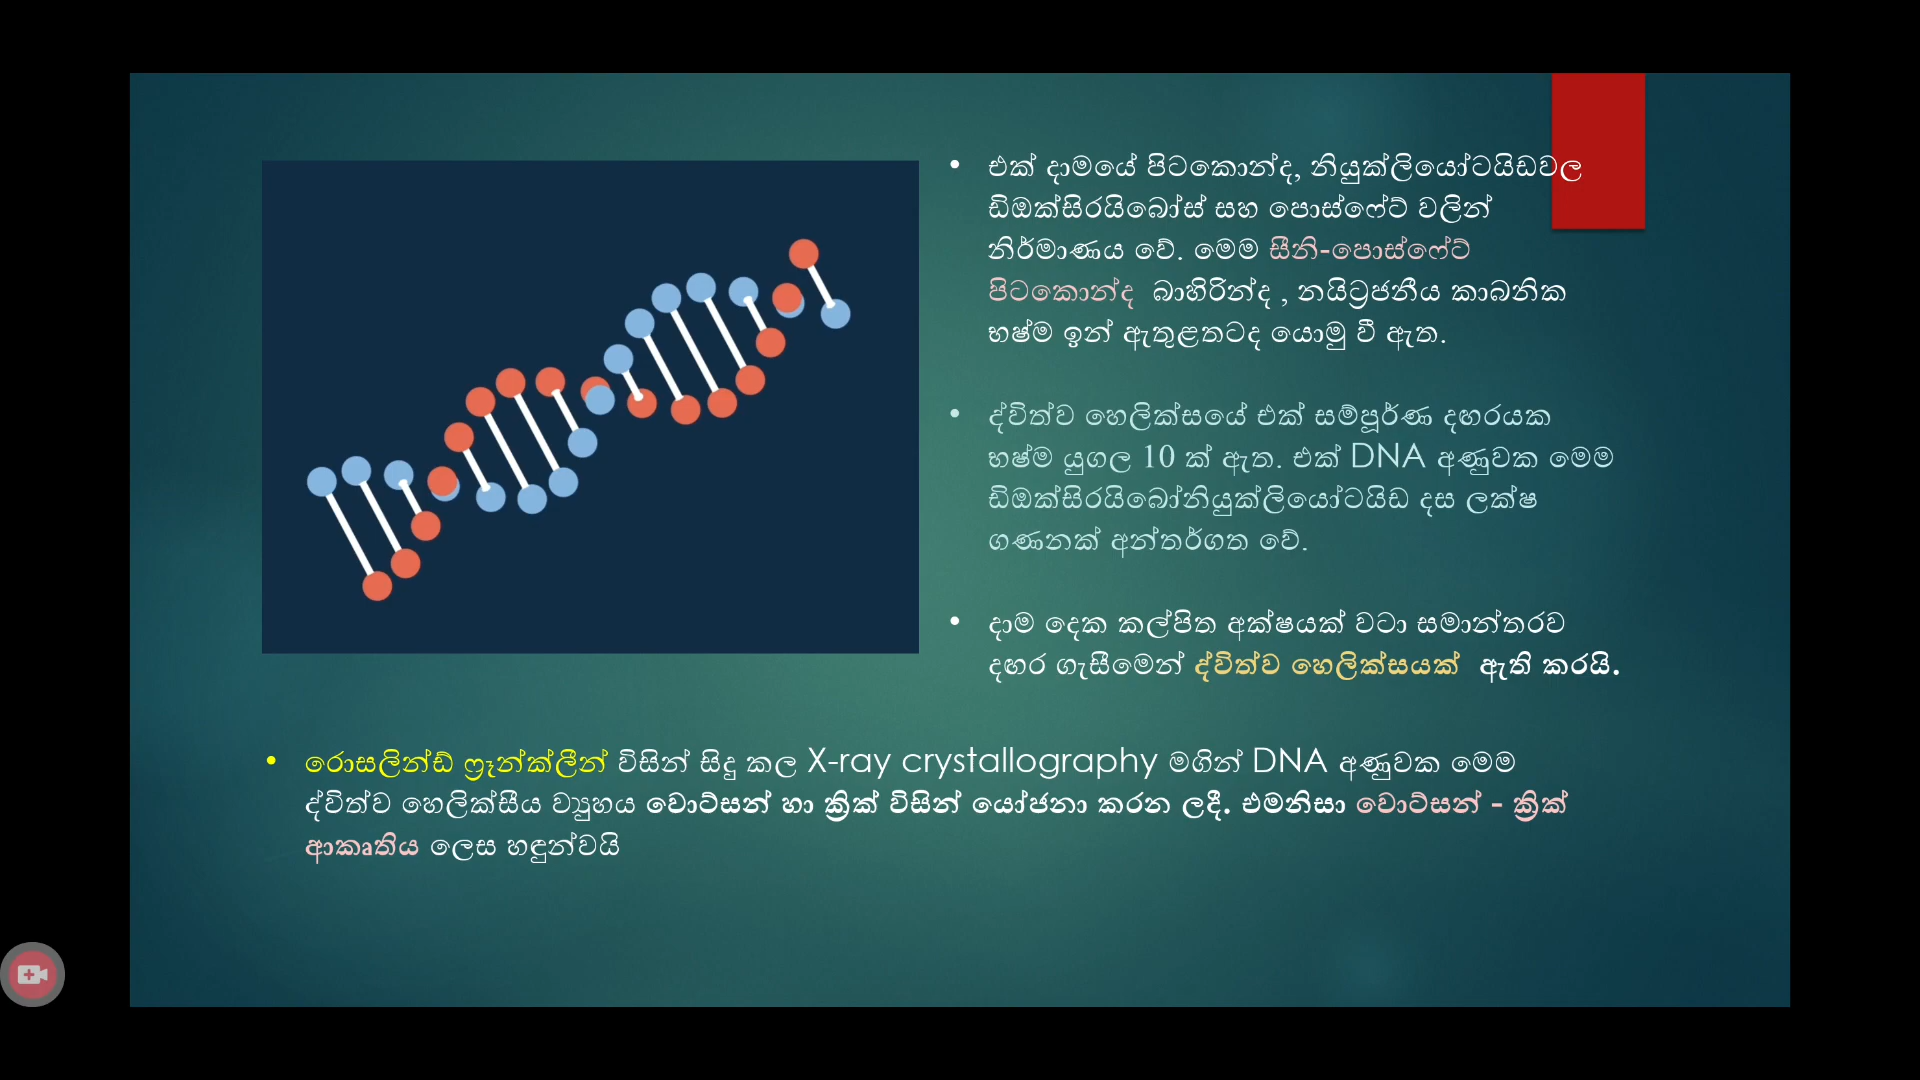 • එක් දාමයේ පිටකොන්ද, නියුක්ලියෝටයිඩවල
ඩිඔක්සිරයිබෝස් සහ පොස්ෆේට් වලින්
නිර්මාණය වේ. මෙම සීනි-පොස්ෆේට්
පිටකොන්ද බාහිරින්ද , නයිට්‍රජනීය කාබනික
භෂ්ම ඉන් ඇතුළතටද යොමු වී ඇත.
• ද්විත්ව හෙලික්සයේ එක් සම්පූර්ණ දඟරයක
භෂ්ම යුගල 10 ක් ඇත. එක් DNA අණුවක මෙම
ඩිඔක්සිරයිබෝනියුක්ලියෝටයිඩ දස ලක්ෂ
ගණනක් අන්තර්ගත වේ.
• දාම දෙක කල්පිත අක්ෂයක් වටා සමාන්තරව
දඟර ගැසීමෙන් ද්විත්ව හෙලික්සයක් ඇති කරයි.
• රොසලින්ඩ් ෆ්‍රෑන්ක්ලීන් විසින් සිදු කල X-ray crystallography මගින් DNA අණුවක මෙම
ද්විත්ව හෙලික්සීය ව්‍යුහය වොට්සන් හා ක්‍රික් විසින් යෝජනා කරන ලදී. එමනිසා වොට්සන් - ක්‍රික්
ආකෘතිය ලෙස හඳුන්වයි